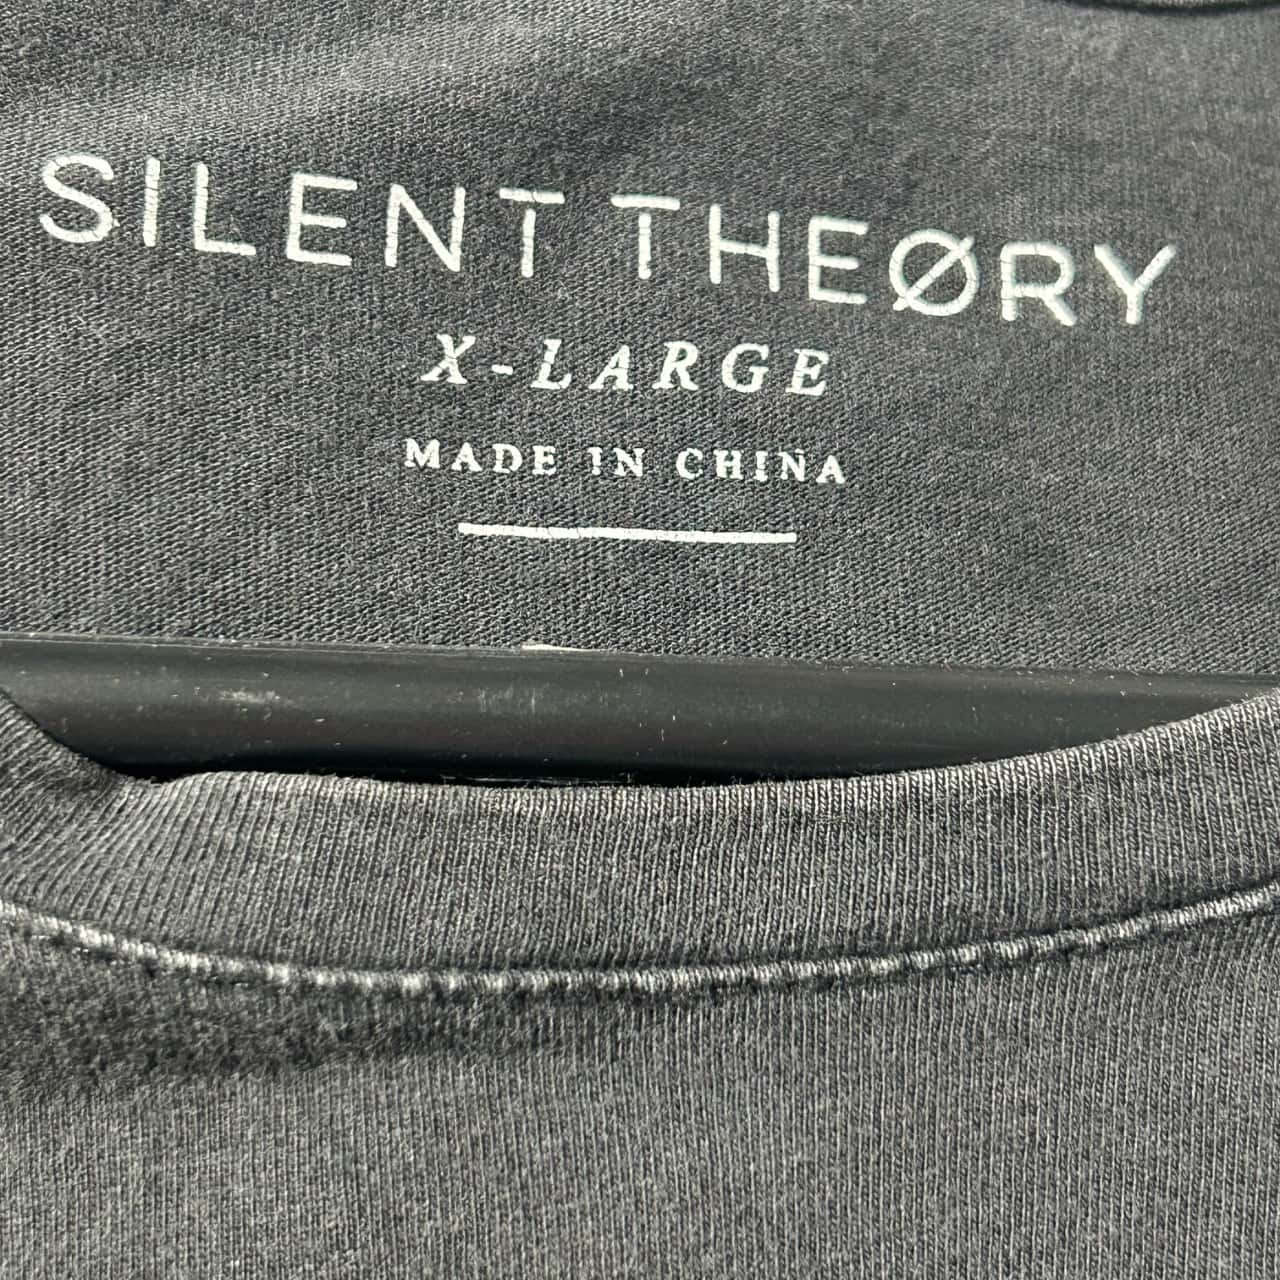 SILENT THEØRY
X-LARGE
MADE IN CHINA